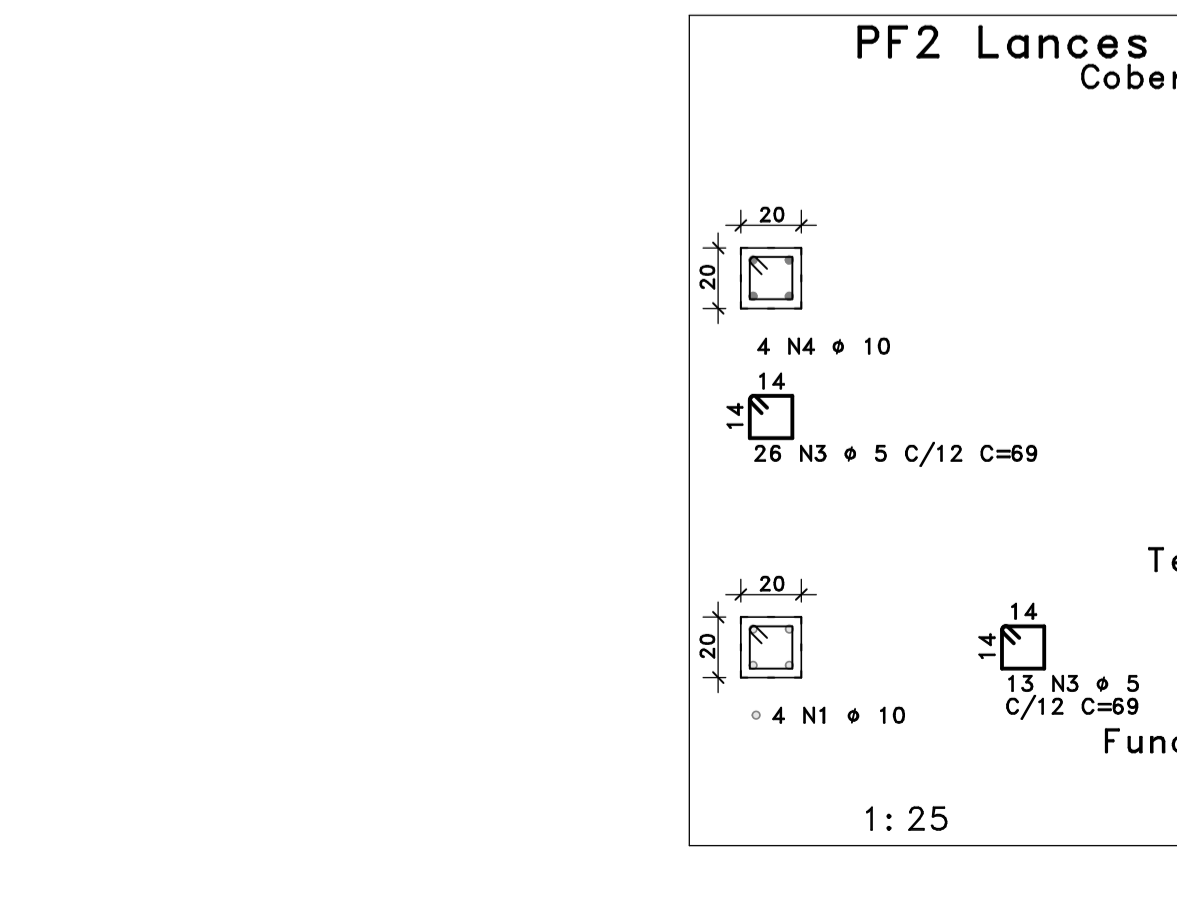 PF2 Lances
Cober
20
20
4 N4 ø 10
14
14
26 N3 ø 5 C/12 C=69
Te
20
20
14
14
13 N3 ø 5
C/12 C=69
4 N1 ø 10
Func
1:25